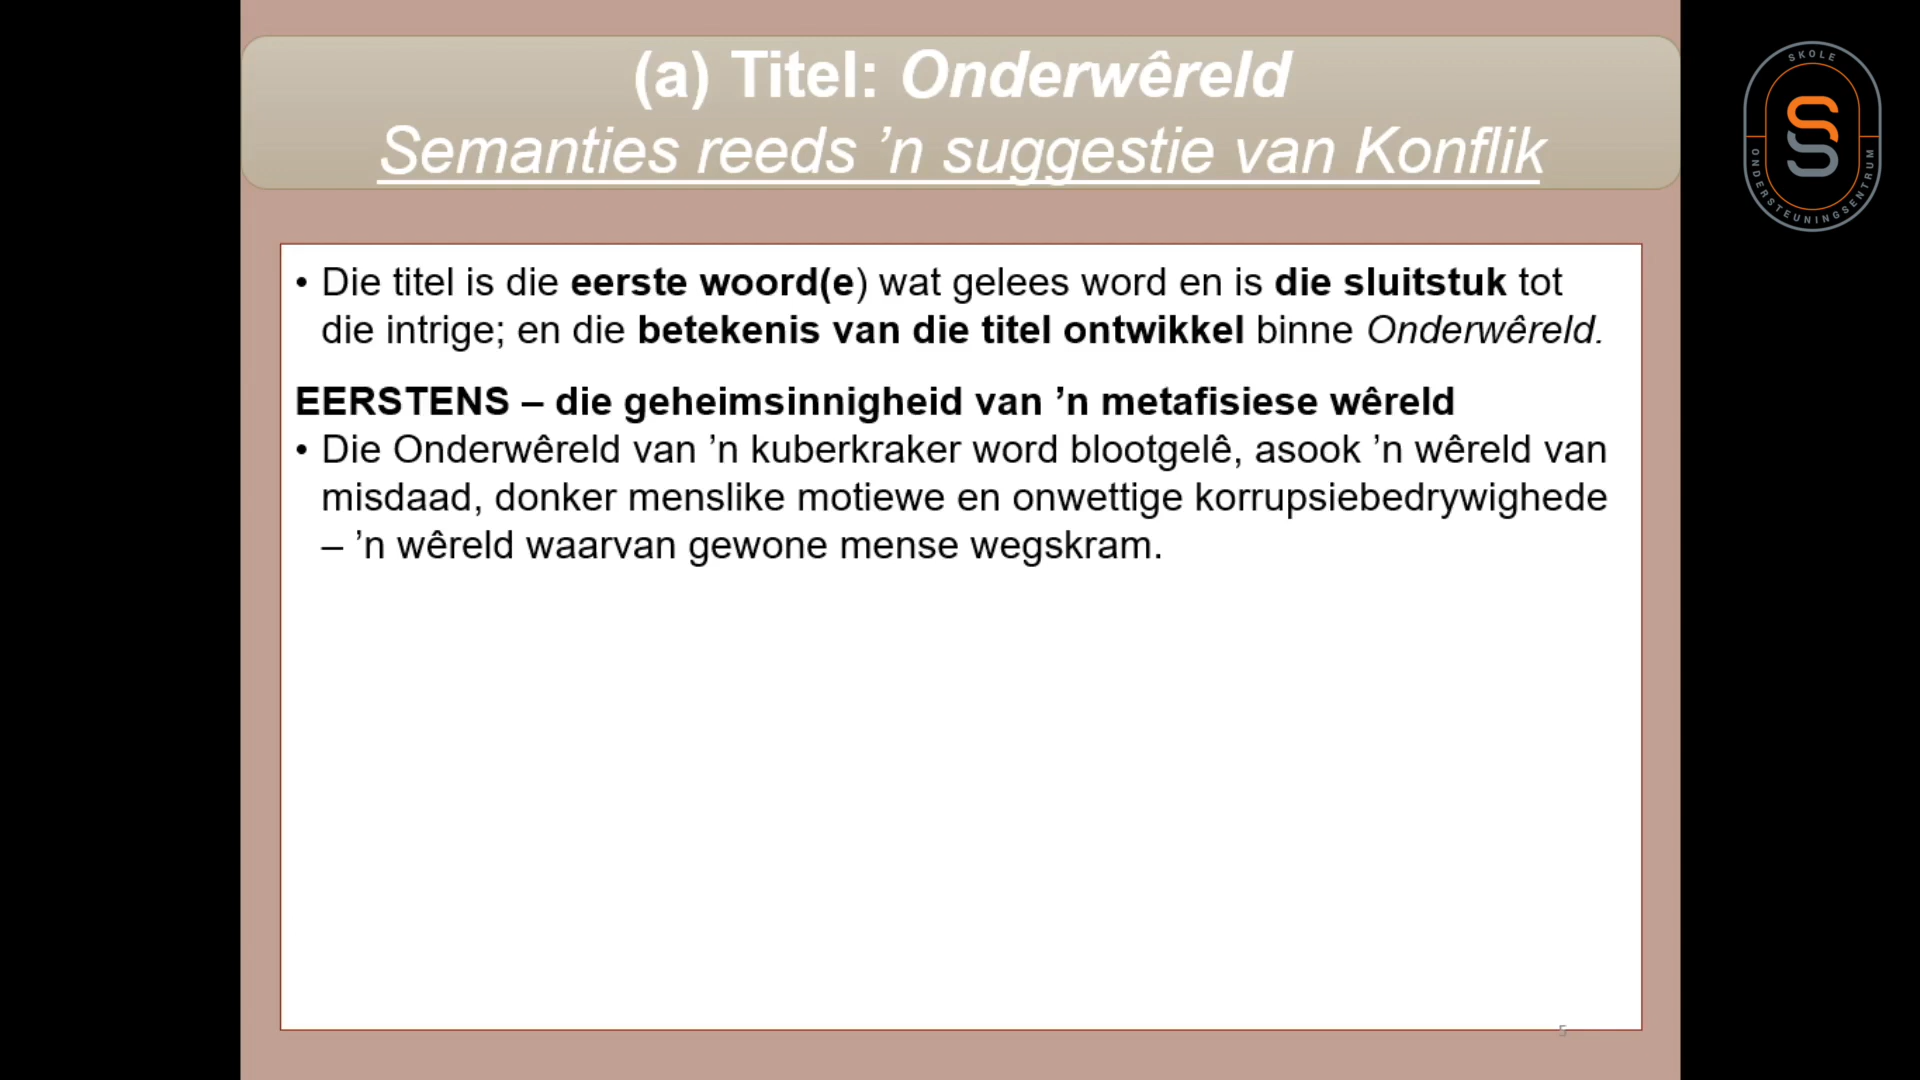 (a) Titel: Onderwêreld
Semanties reeds ’n suggestie van Konflik
SKOLE
ONDERSTEUNINGSENTRUM
• Die titel is die eerste woord(e) wat gelees word en is die sluitstuk tot
die intrige; en die betekenis van die titel ontwikkel binne Onderwêreld.
EERSTENS – die geheimsinnigheid van ’n metafisiese wêreld
• Die Onderwêreld van ’n kuberkraker word blootgelê, asook ’n wêreld van
misdaad, donker menslike motiewe en onwettige korrupsiebedrywighede
– ’n wêreld waarvan gewone mense wegskram.
5